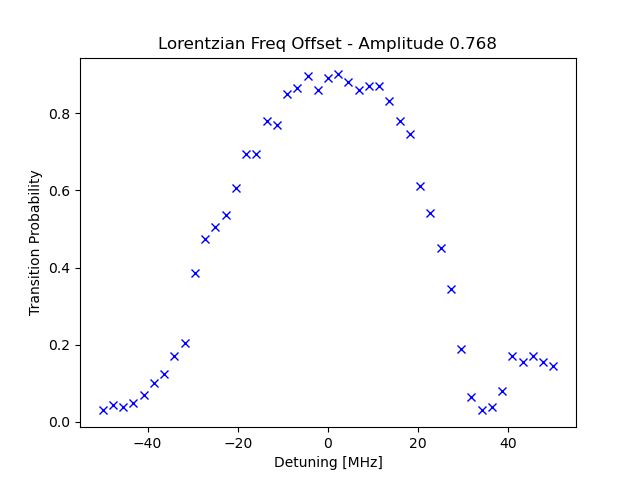 Lorentzian Freq Offset - Amplitude 0.768
Transition Probability
0.8
0.6
0.4
0.2
0.0
−40 −20 0 20 40
Detuning [MHz]